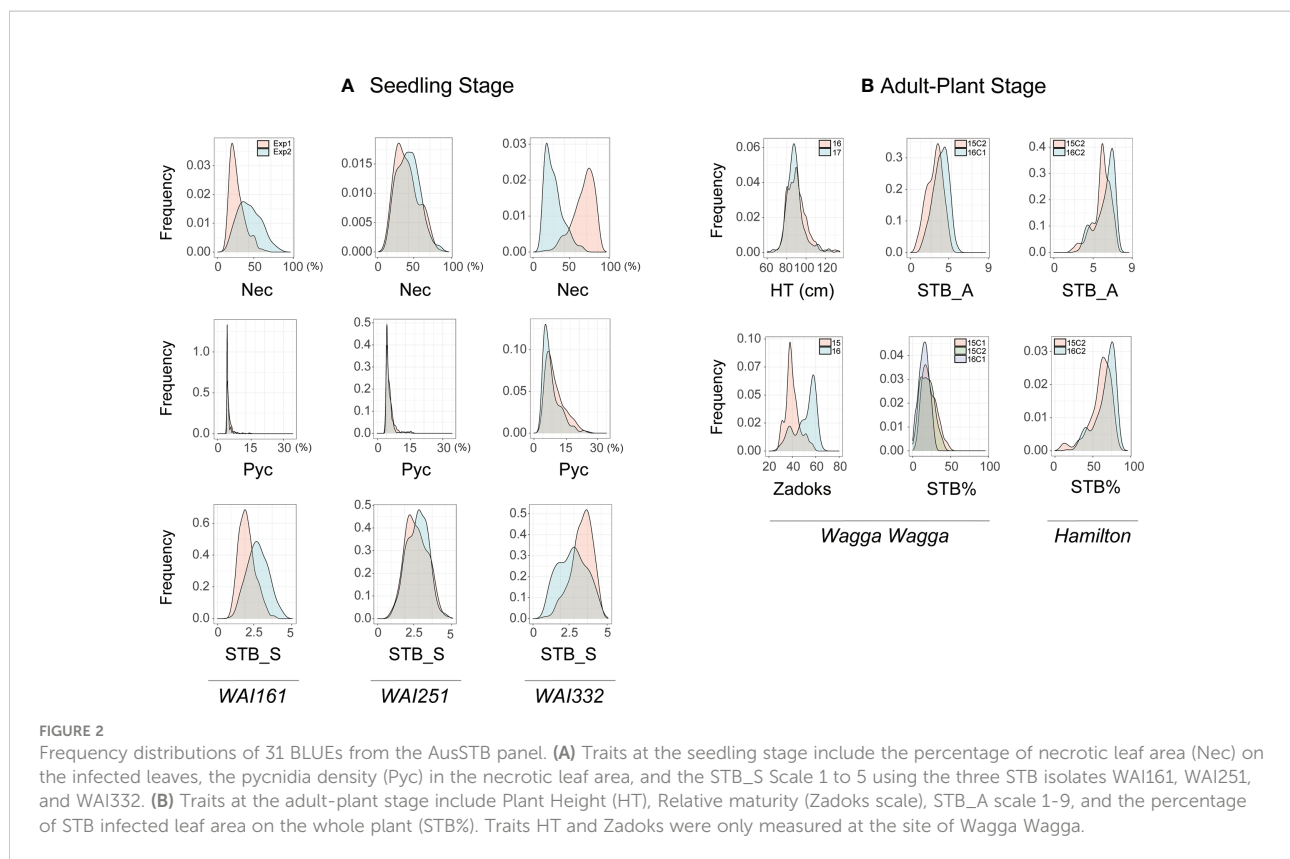 A Seedling Stage
B Adult-Plant Stage
Frequency
0.03
0.02
0.01
0.00
Exp1
Exp2
0 50 100 (%)
Nec
0.015
0.010
0.005
0.000
0 50 100 (%)
Nec
0.03
0.02
0.01
0.00
0 50 100 (%)
Nec
Frequency
0.06
0.04
0.02
0.00
16
17
60 80 100 120
HT (cm)
0.3
0.2
0.1
0.0
15C2
16C1
0 5 9
STB_A
0.4
0.3
0.2
0.1
0.0
15C2
16C2
0 5 9
STB_A
Frequency
1.0
0.5
0.0
0 15 30 (%)
Pyc
0.5
0.4
0.3
0.2
0.1
0.0
0 15 30 (%)
Pyc
0.10
0.05
0.00
0 15 30 (%)
Pyc
Frequency
0.10
0.07
0.05
0.02
0.00
15
16
20 40 60 80
Zadoks
0.04
0.03
0.02
0.01
0.00
15C1
15C2
16C1
0 50 100
STB%
0.03
0.02
0.01
0.00
15C2
16C2
0 50 100
STB%
Wagga Wagga
Hamilton
Frequency
0.6
0.4
0.2
0.0
0 2.5 5
STB_S
0.5
0.4
0.3
0.2
0.1
0.0
0 2.5 5
STB_S
0.5
0.4
0.3
0.2
0.1
0.0
0 2.5 5
STB_S
WAI161
WAI251
WAI332
FIGURE 2
Frequency distributions of 31 BLUEs from the AusSTB panel. (A) Traits at the seedling stage include the percentage of necrotic leaf area (Nec) on
the infected leaves, the pycnidia density (Pyc) in the necrotic leaf area, and the STB_S Scale 1 to 5 using the three STB isolates WAI161, WAI251,
and WAI332. (B) Traits at the adult-plant stage include Plant Height (HT), Relative maturity (Zadoks scale), STB_A scale 1-9, and the percentage
of STB infected leaf area on the whole plant (STB%). Traits HT and Zadoks were only measured at the site of Wagga Wagga.